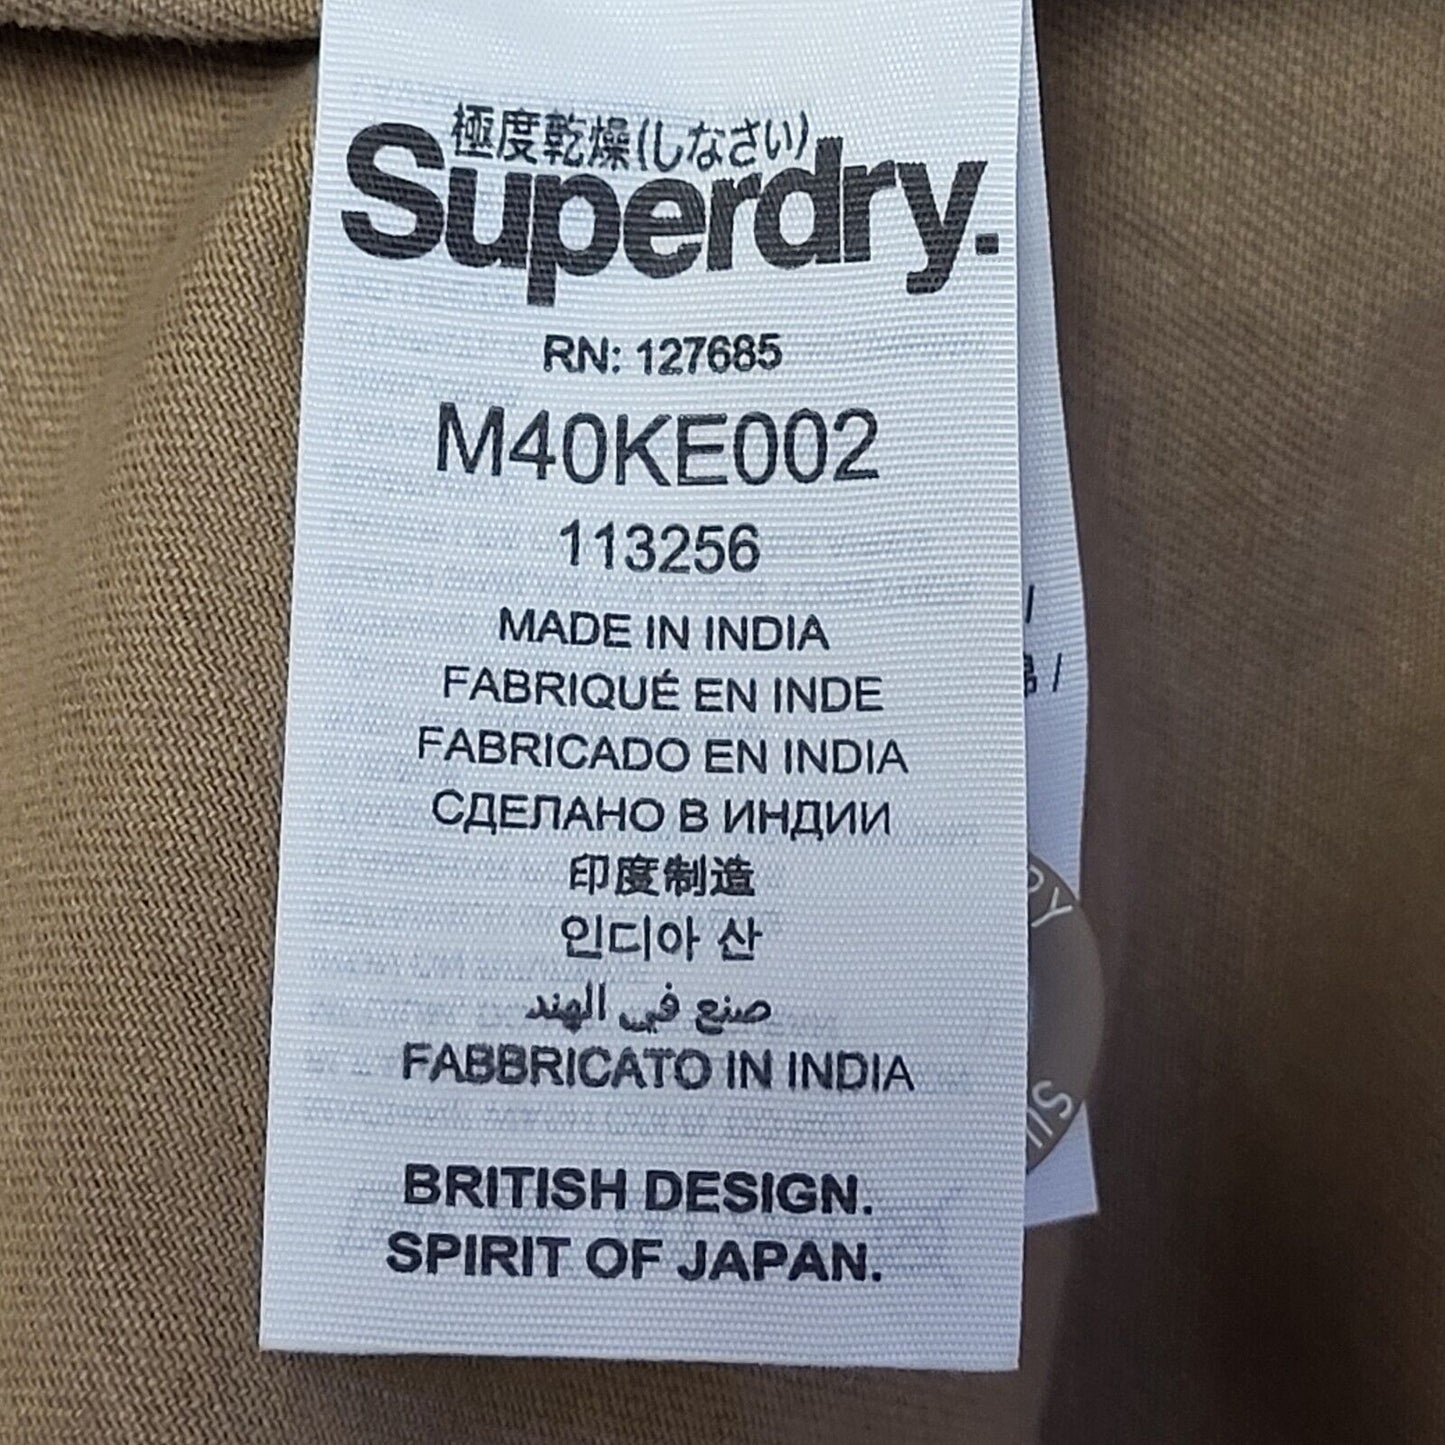 極度乾燥(しなさい)
Superdry.
RN: 127685
M40KE002
113256
MADE IN INDIA
FABRIQUÉ EN INDE
FABRICADO EN INDIA
СДЕЛАНО В ИНДИИ
印度制造
인디아 산
صنع في الهند
FABBRICATO IN INDIA
BRITISH DESIGN.
SPIRIT OF JAPAN.
/
品 /